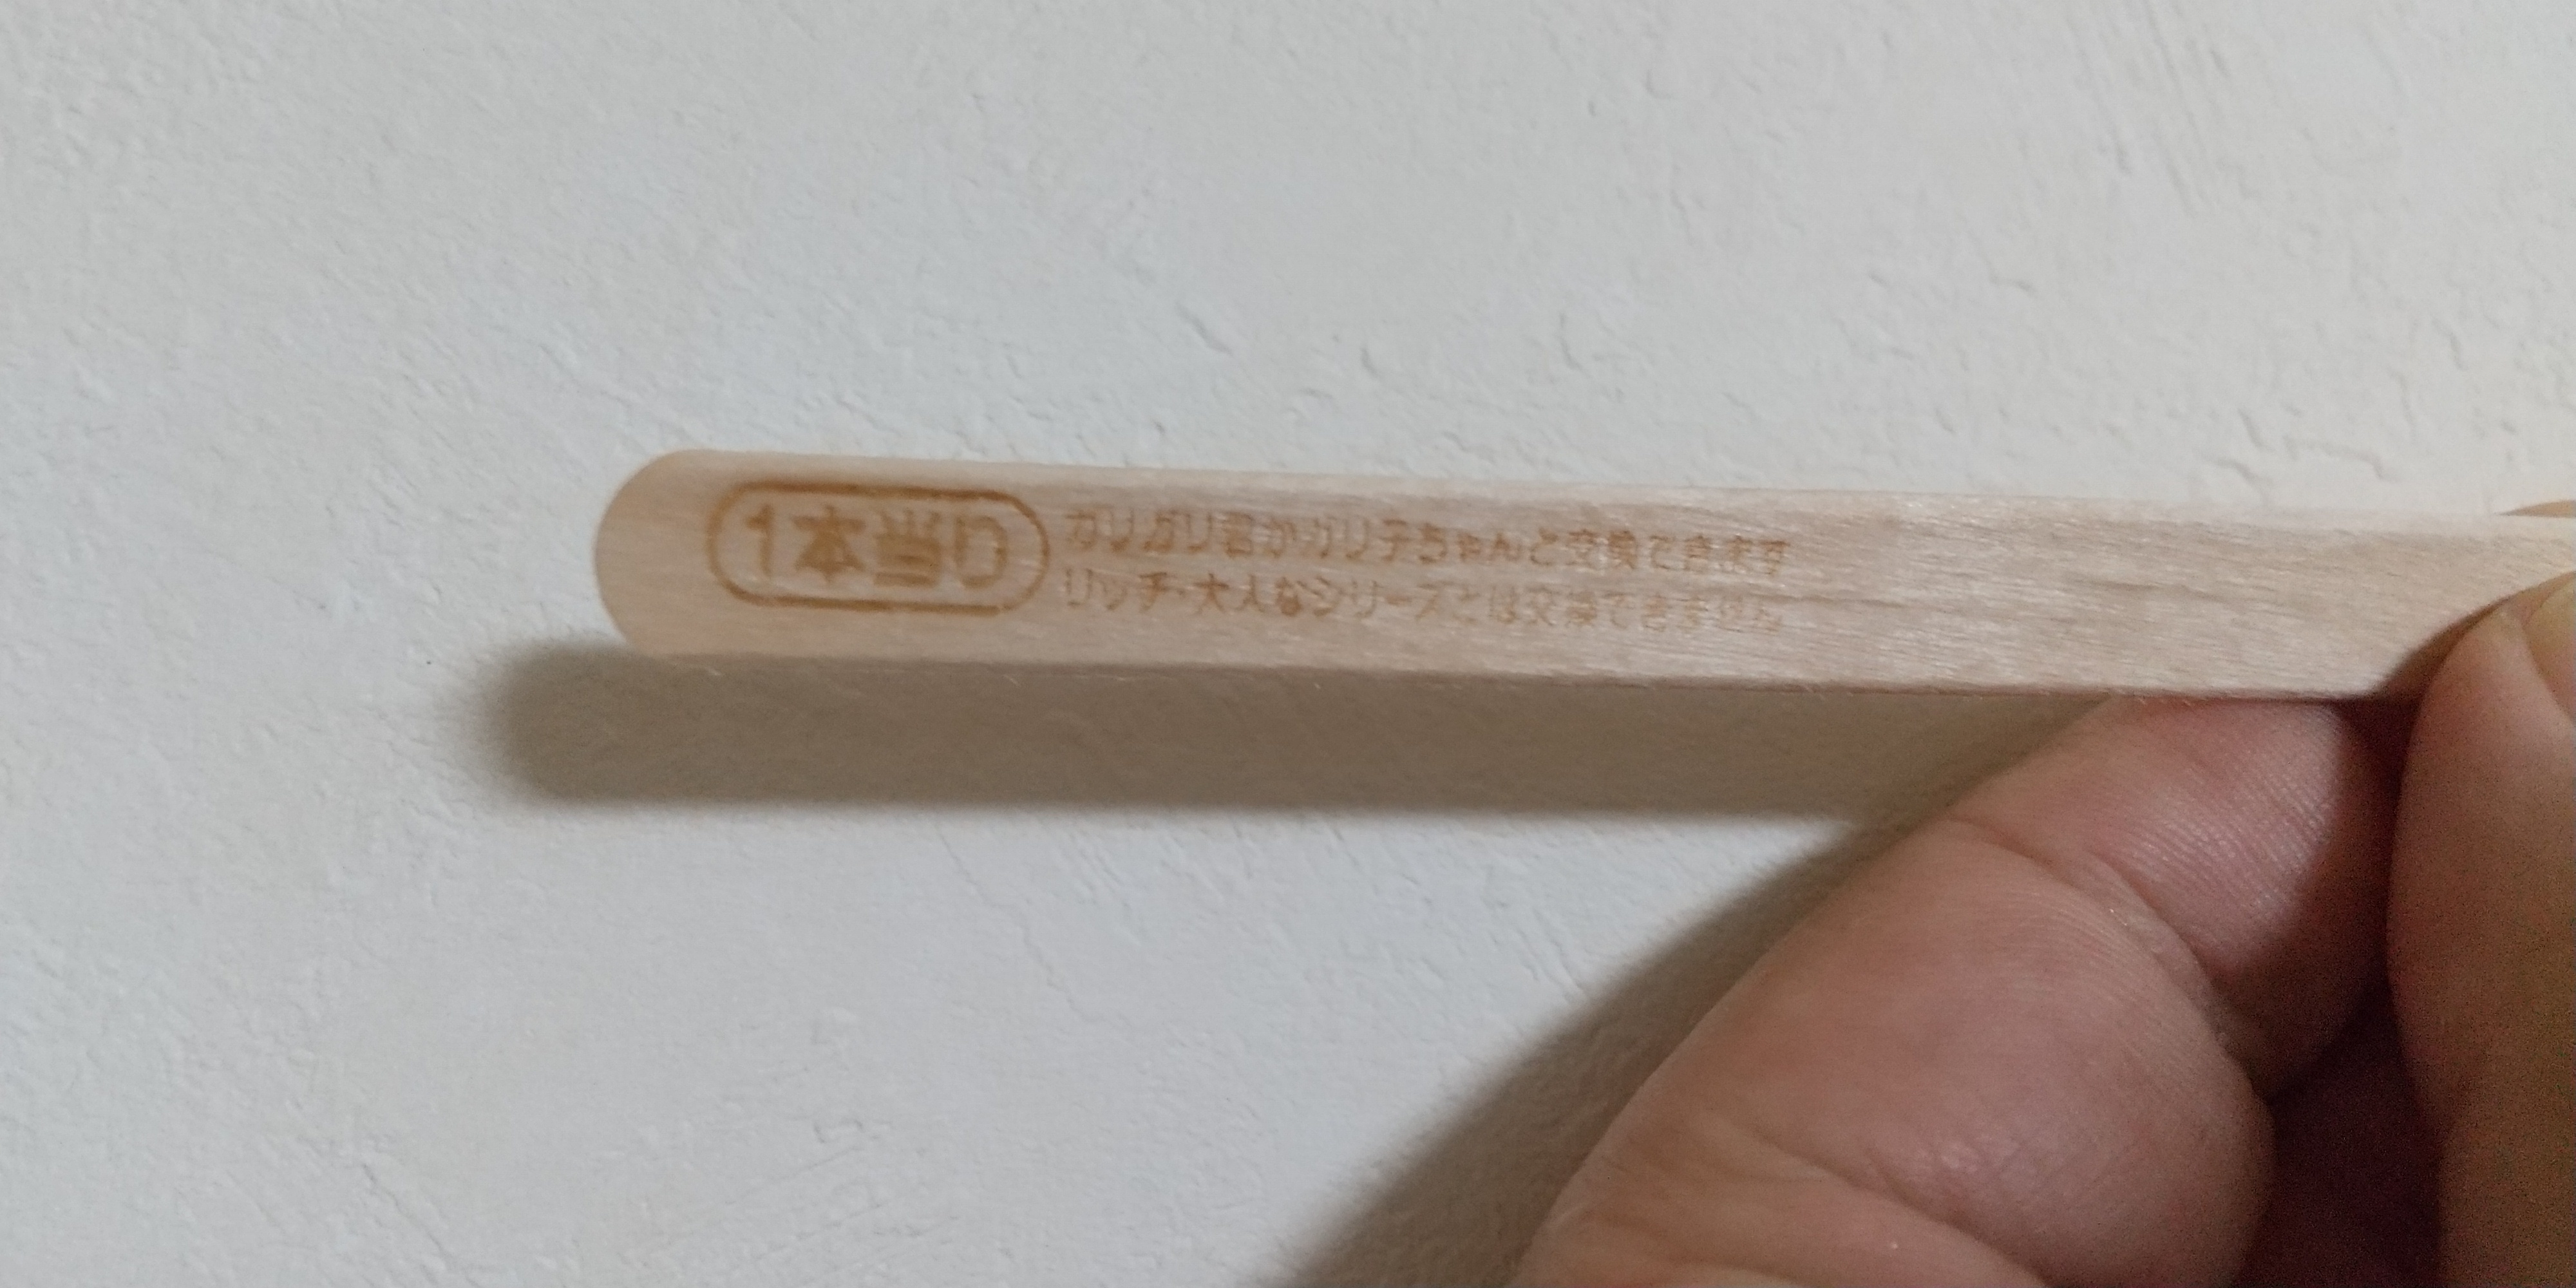 1本当り
ガリガリ君かガリ子ちゃんと交換できます
リッチ・大人なシリーズとは交換できません